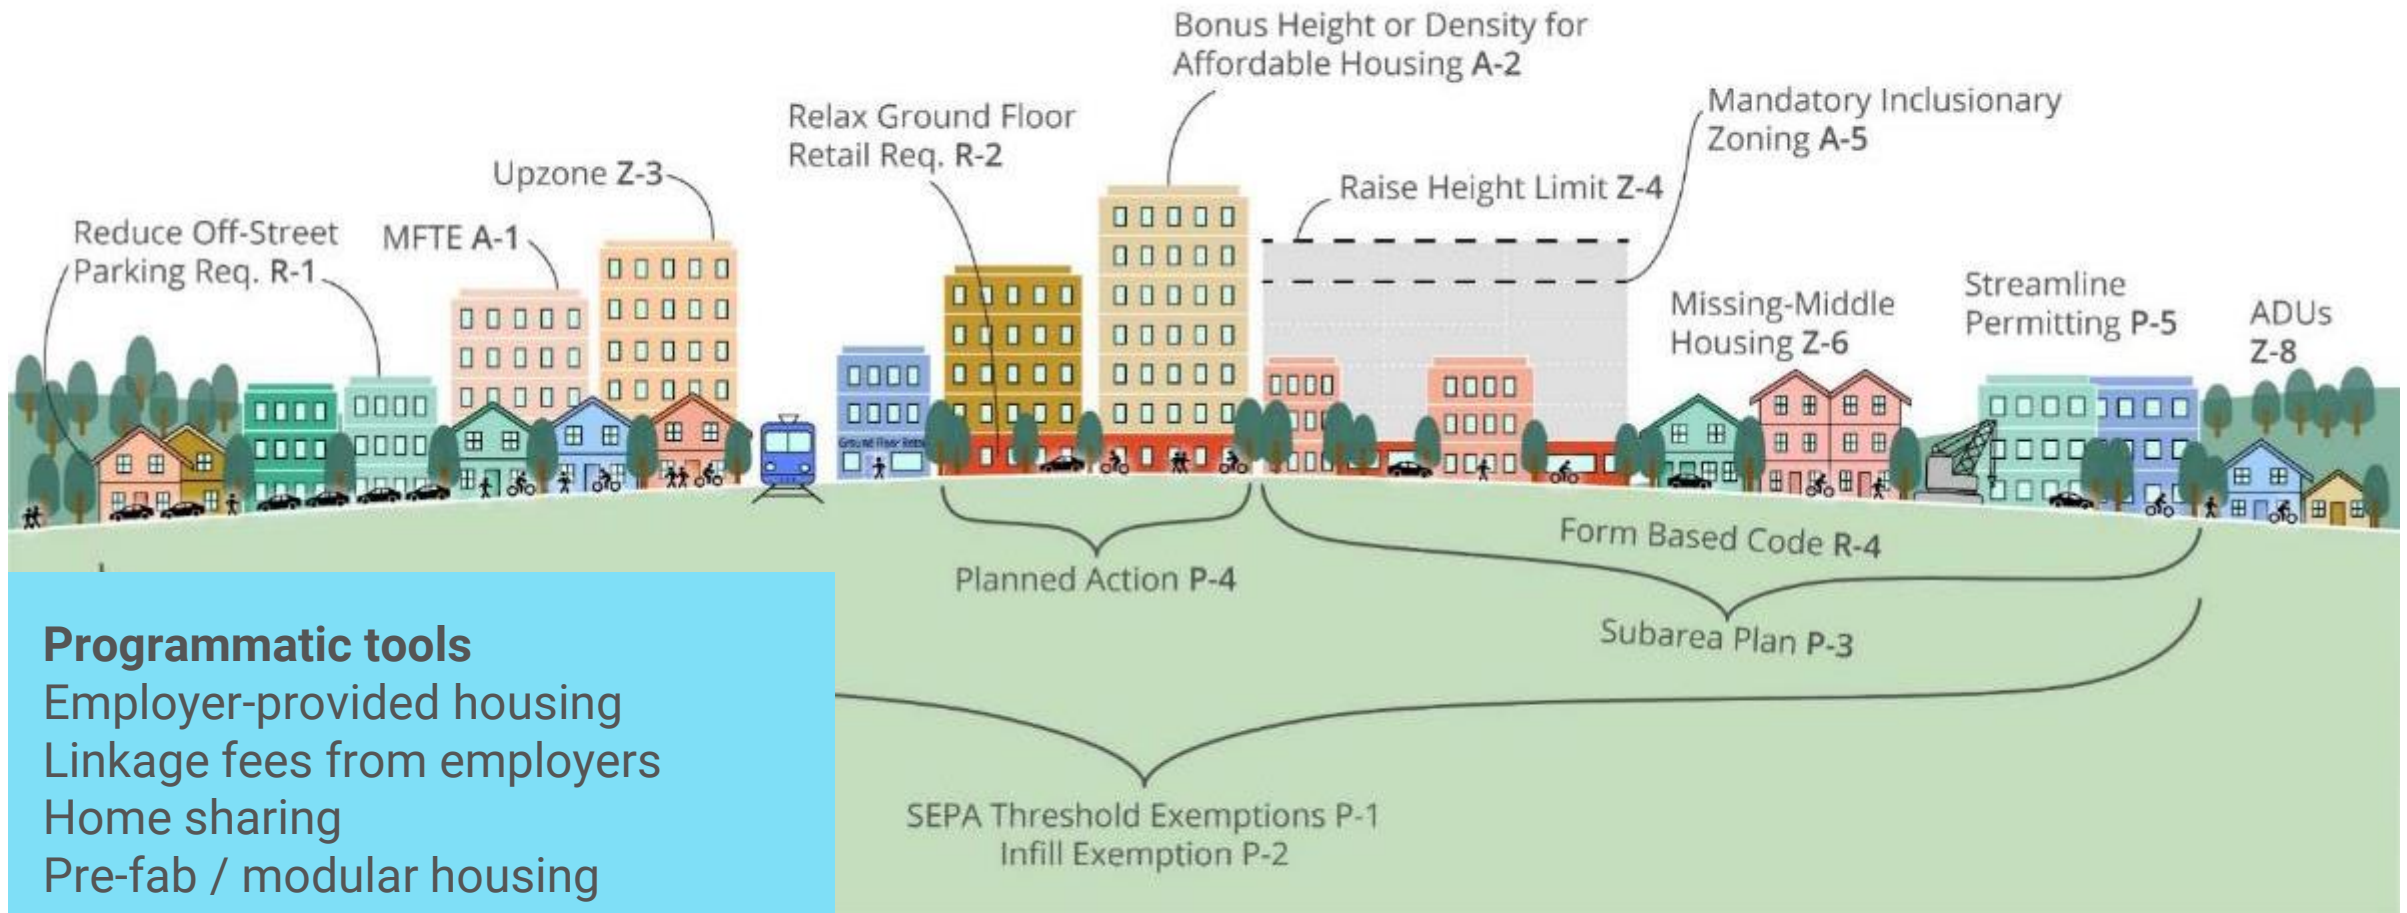 Bonus Height or Density for
Affordable Housing A-2
Mandatory Inclusionary
Zoning A-5
Relax Ground Floor
Retail Req. R-2
Raise Height Limit Z-4
Upzone Z-3
Reduce Off-Street
Parking Req. R-1
MFTE A-1
Missing-Middle
Housing Z-6
Streamline
Permitting P-5
ADUs
Z-8
Ground Floor Retail
Form Based Code R-4
Planned Action P-4
Subarea Plan P-3
SEPA Threshold Exemptions P-1
Infill Exemption P-2
Programmatic tools
Employer-provided housing
Linkage fees from employers
Home sharing
Pre-fab / modular housing